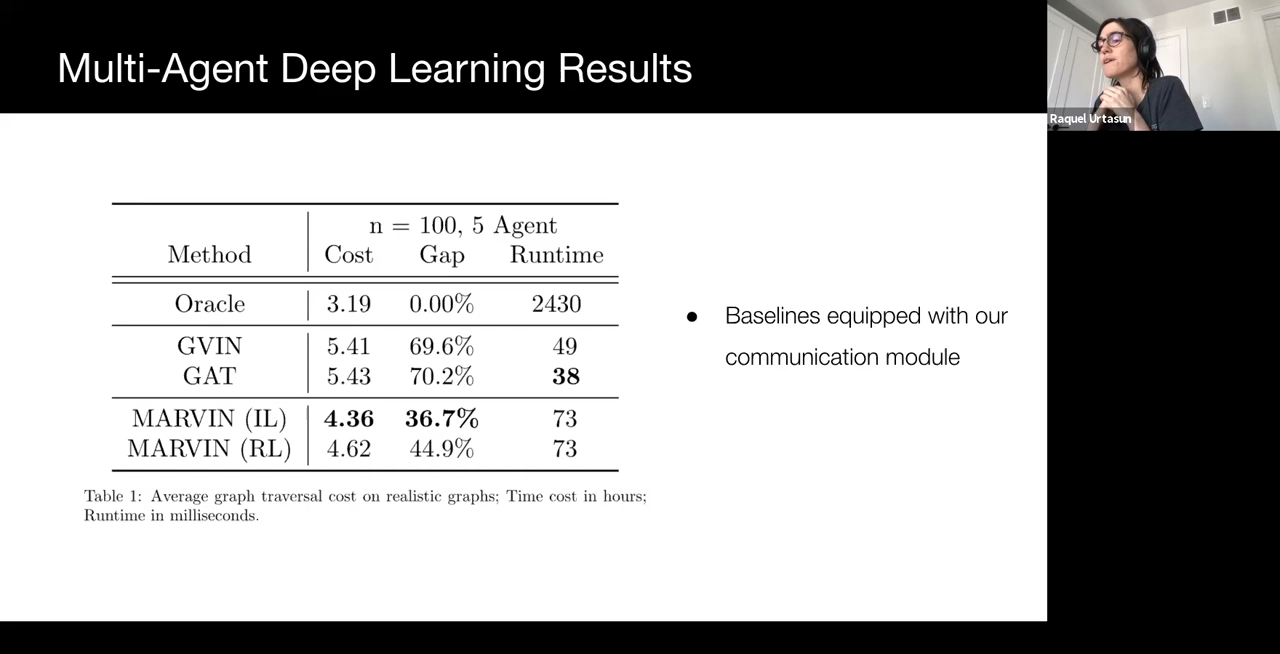 Multi-Agent Deep Learning Results
Raquel Urtasun
n = 100, 5 Agent
Method Cost Gap Runtime
Oracle 3.19 0.00% 2430
GVIN 5.41 69.6% 49
GAT 5.43 70.2% 38
MARVIN (IL) 4.36 36.7% 73
MARVIN (RL) 4.62 44.9% 73
Table 1: Average graph traversal cost on realistic graphs; Time cost in hours;
Runtime in milliseconds.
● Baselines equipped with our
communication module